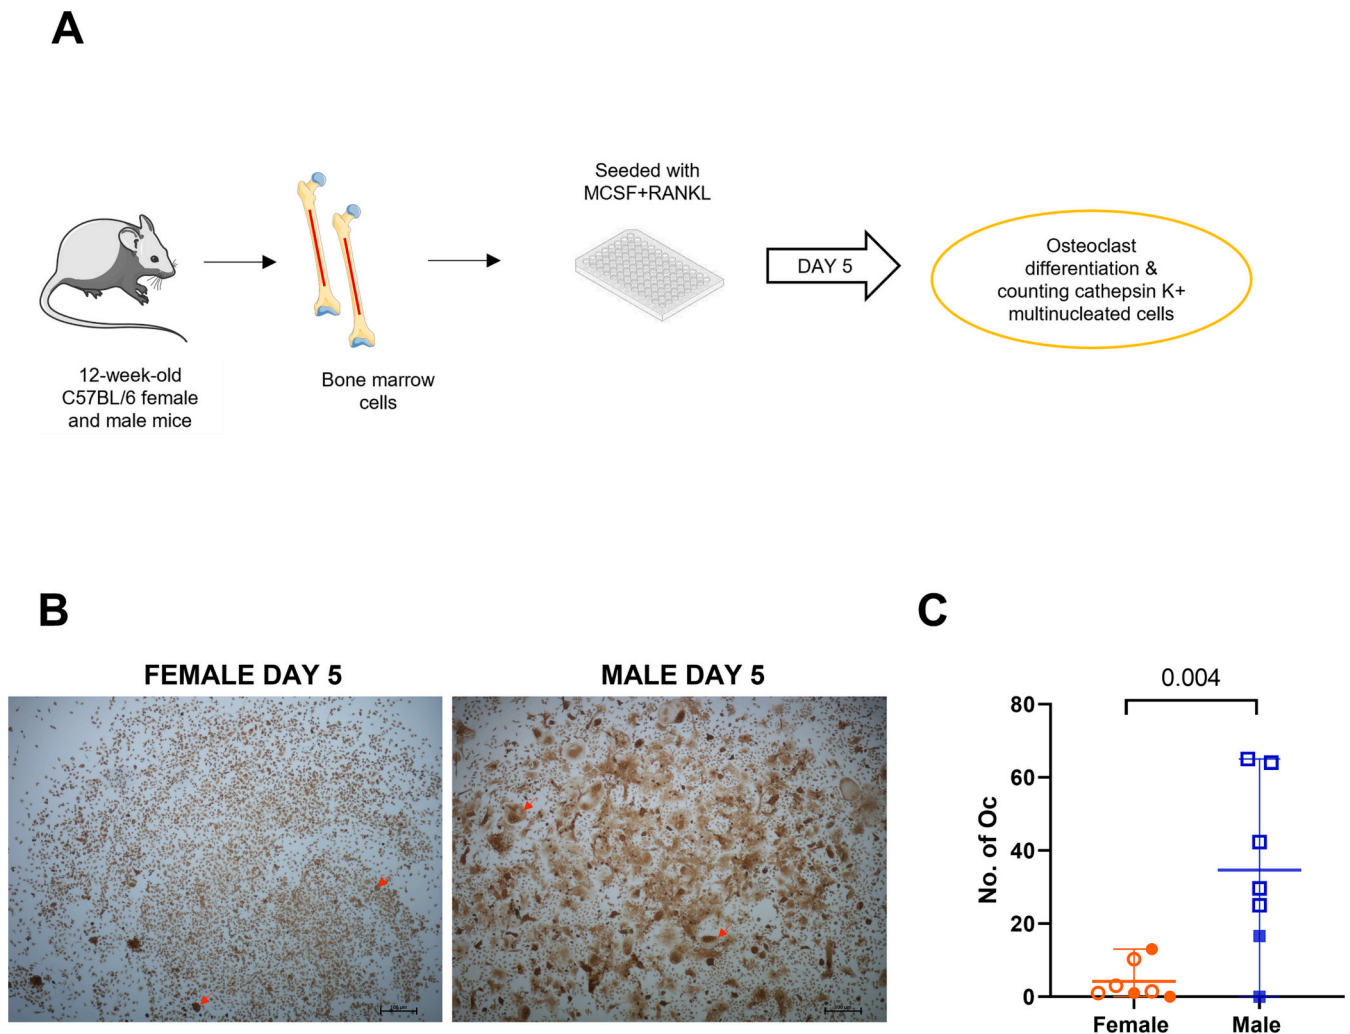 A
Seeded with
MCSF+RANKL
DAY 5
Osteoclast
differentiation &
counting cathepsin K+
multinucleated cells
12-week-old
C57BL/6 female
and male mice
Bone marrow
cells
B
FEMALE DAY 5
MALE DAY 5
C
0.004
No. of Oc
80
60
40
20
0
Female
Male